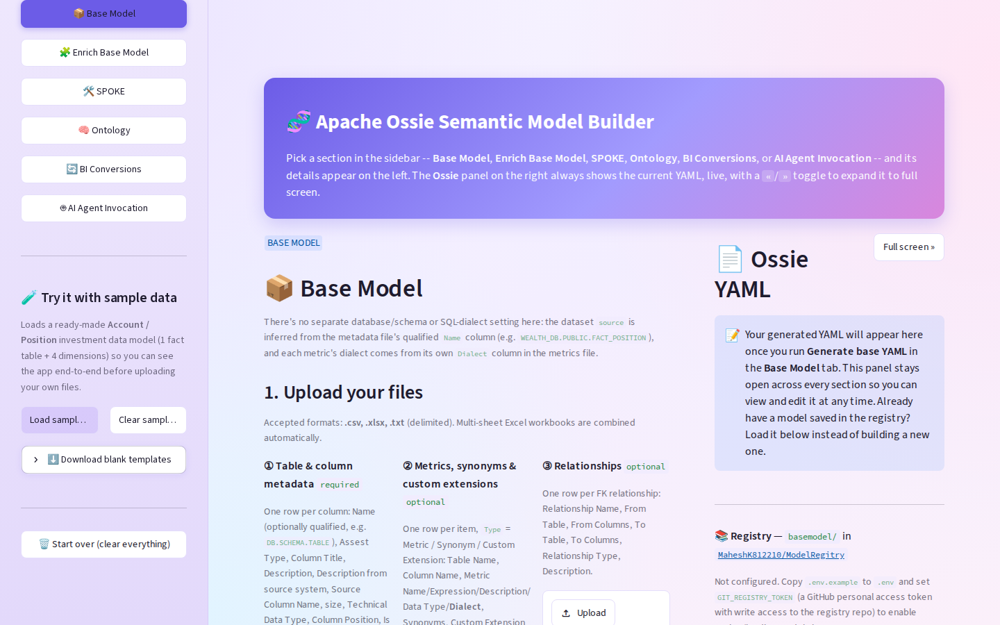 📦 Base Model
🧩 Enrich Base Model
🛠️ SPOKE
🧠 Ontology
🔄 BI Conversions
AI Agent Invocation
🧪 Try it with sample data
Loads a ready-made Account /
Position investment data model (1 fact
table + 4 dimensions) so you can see
the app end-to-end before uploading
your own files.
Load sampl…
Clear sampl…
⬇️ Download blank templates
🗑️ Start over (clear everything)
🧬 Apache Ossie Semantic Model Builder
Pick a section in the sidebar -- Base Model, Enrich Base Model, SPOKE, Ontology, BI Conversions, or AI Agent Invocation -- and its
details appear on the left. The Ossie panel on the right always shows the current YAML, live, with a «/» toggle to expand it to full
screen.
BASE MODEL
📦 Base Model
There's no separate database/schema or SQL-dialect setting here: the dataset source is
inferred from the metadata file's qualified Name column (e.g. WEALTH_DB.PUBLIC.FACT_POSITION ),
and each metric's dialect comes from its own Dialect column in the metrics file.
1. Upload your files
Accepted formats: .csv, .xlsx, .txt (delimited). Multi-sheet Excel workbooks are combined
automatically.
① Table & column
metadata required
One row per column: Name
(optionally qualified, e.g.
DB.SCHEMA.TABLE ), Assest
Type, Column Title,
Description, Description from
source system, Source
Column Name, size, Technical
Data Type, Column Position, Is
② Metrics, synonyms &
custom extensions
optional
One row per item, Type =
Metric / Synonym / Custom
Extension: Table Name,
Column Name, Metric
Name/Expression/Description/
Data Type/Dialect,
Synonyms, Custom Extension
③ Relationships optional
One row per FK relationship:
Relationship Name, From
Table, From Columns, To
Table, To Columns,
Relationship Type,
Description.
Upload
📄 Ossie
YAML
Full screen »
📝 Your generated YAML will appear here
once you run Generate base YAML in
the Base Model tab. This panel stays
open across every section so you can
view and edit it at any time. Already
have a model saved in the registry?
Load it below instead of building a new
one.
📚 Registry — basemodel/ in
MaheshK812210/ModelRegitry
Not configured. Copy .env.example to .env and set
GIT_REGISTRY_TOKEN (a GitHub personal access token
with write access to the registry repo) to enable